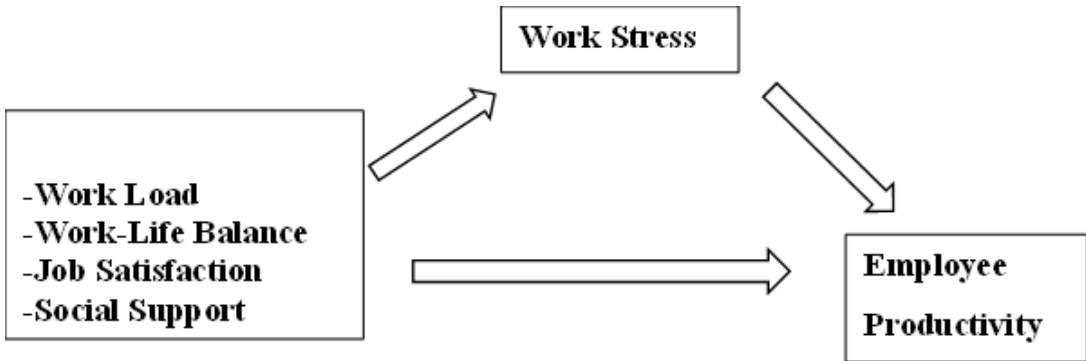 Work Stress
-Work Load
-Work-Life Balance
-Job Satisfaction
-Social Support
Employee
Productivity